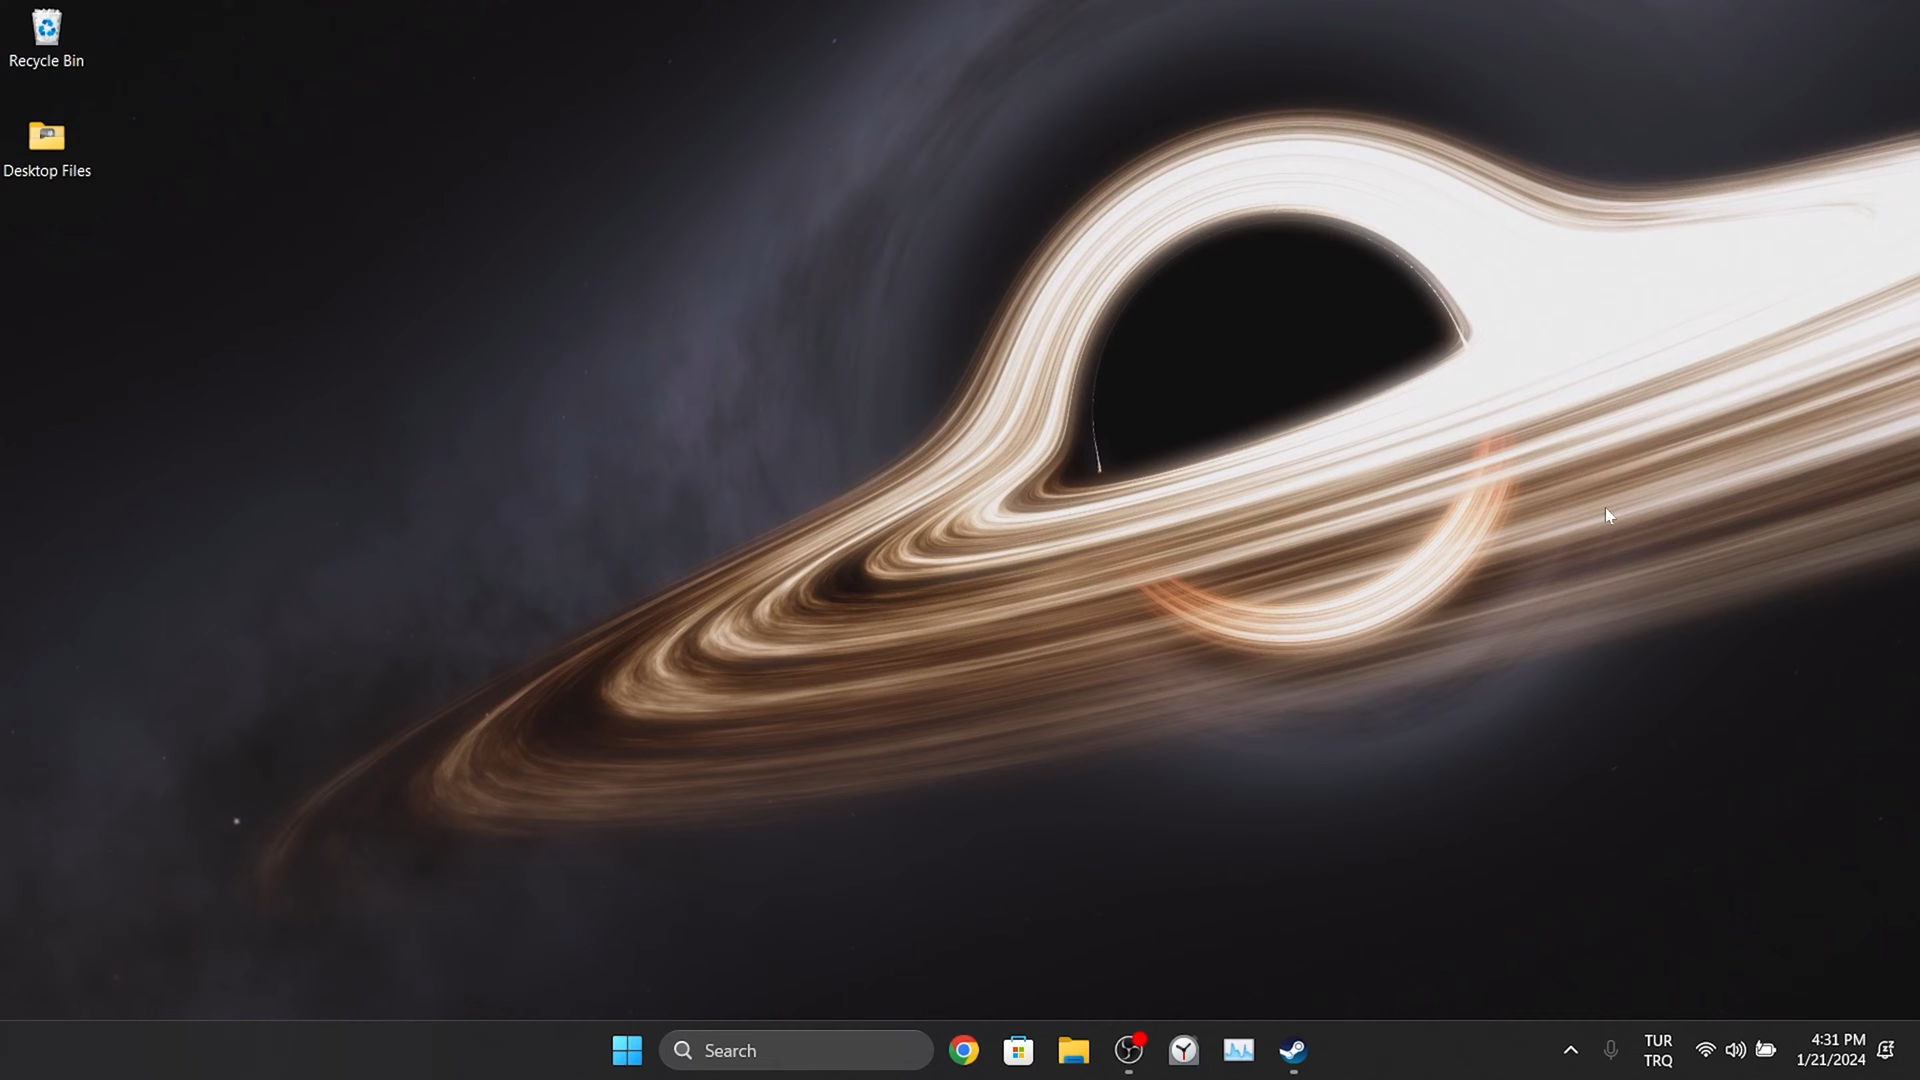 Recycle Bin
Desktop Files
Search
TUR
TRQ
4:31 PM
1/21/2024